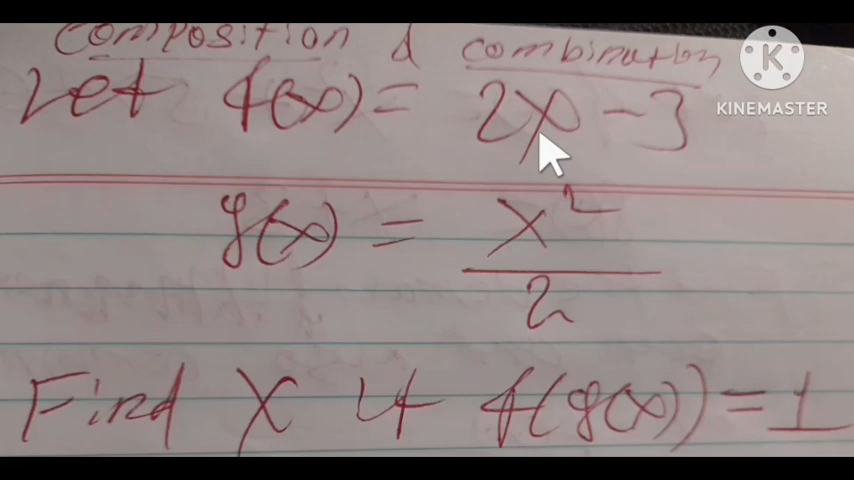 Composition & combination
Let f(x) = 2x - 3
g(x) = x²
2
Find x if f(g(x)) = 1
K
KINEMASTER